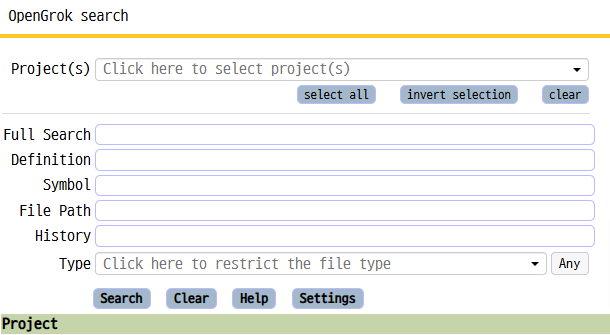 OpenGrok search
Project(s) Click here to select project(s)
select all invert selection clear
Full Search
Definition
Symbol
File Path
History
Type Click here to restrict the file type Any
Search Clear Help Settings
Project